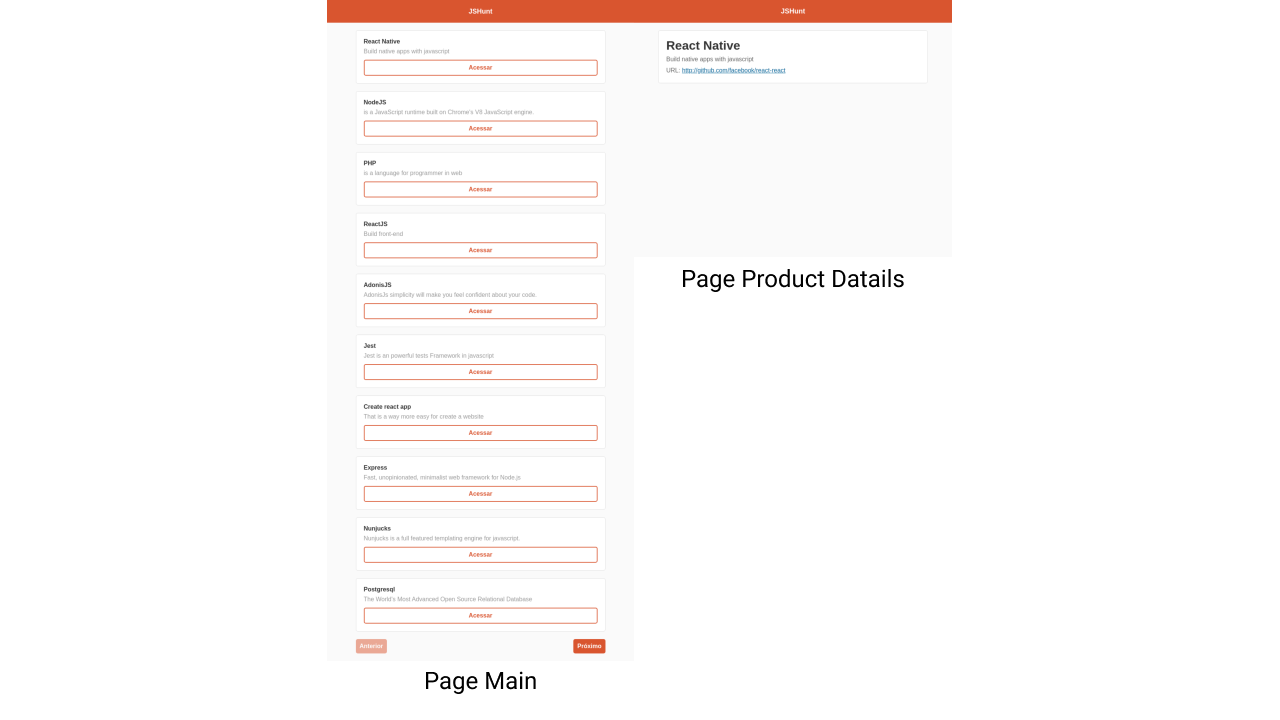 JSHunt
React Native
Build native apps with javascript
Acessar
NodeJS
is a JavaScript runtime built on Chrome's V8 JavaScript engine.
Acessar
PHP
is a language for programmer in web
Acessar
ReactJS
Build front-end
Acessar
AdonisJS
AdonisJs simplicity will make you feel confident about your code.
Acessar
Jest
Jest is an powerful tests Framework in javascript
Acessar
Create react app
That is a way more easy for create a website
Acessar
Express
Fast, unopinionated, minimalist web framework for Node.js
Acessar
Nunjucks
Nunjucks is a full featured templating engine for javascript.
Acessar
Postgresql
The World's Most Advanced Open Source Relational Database
Acessar
Anterior Próximo
Page Main
JSHunt
React Native
Build native apps with javascript
URL: http://github.com/facebook/react-react
Page Product Datails